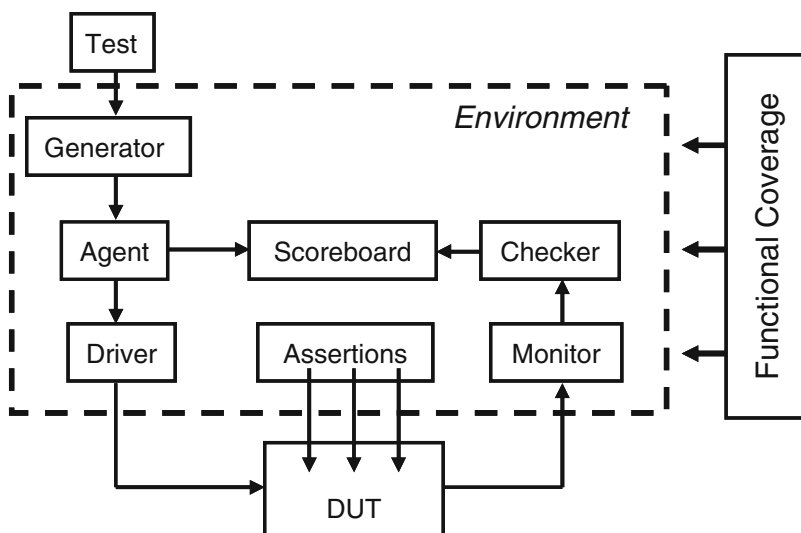 Test
Environment
Generator
Agent
Scoreboard
Checker
Driver
Assertions
Monitor
DUT
Functional Coverage